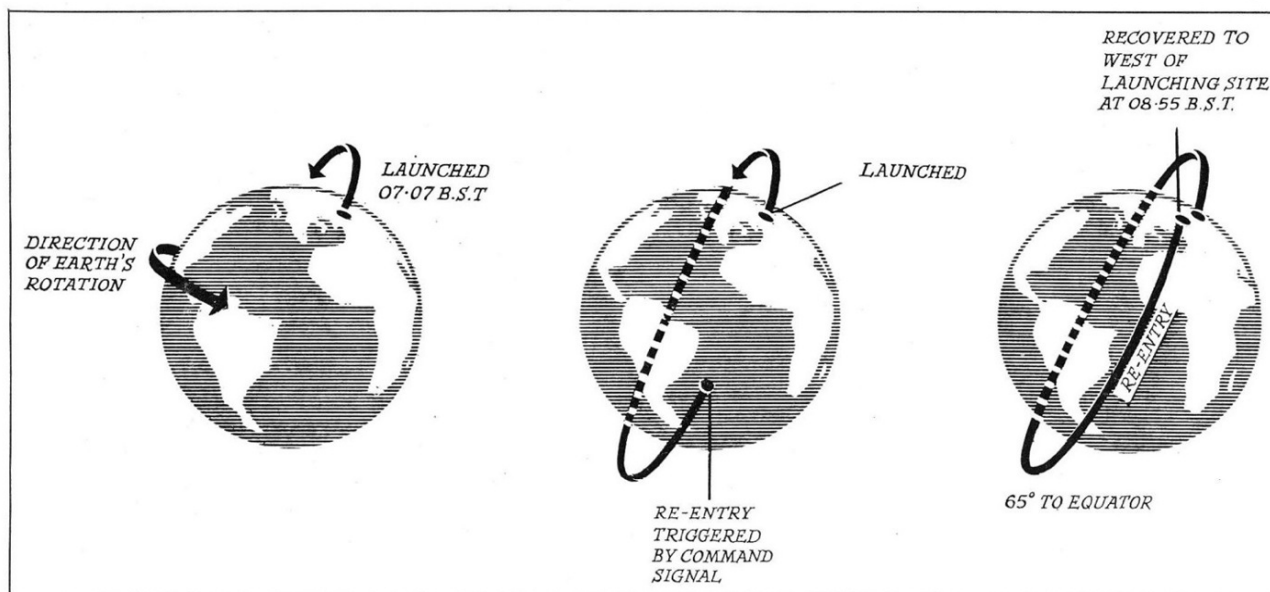 LAUNCHED
07·07 B.S.T
DIRECTION
OF EARTH'S
ROTATION
LAUNCHED
RE-ENTRY
TRIGGERED
BY COMMAND
SIGNAL
RECOVERED TO
WEST OF
LAUNCHING SITE
AT 08·55 B.S.T.
RE-ENTRY
65° TO EQUATOR